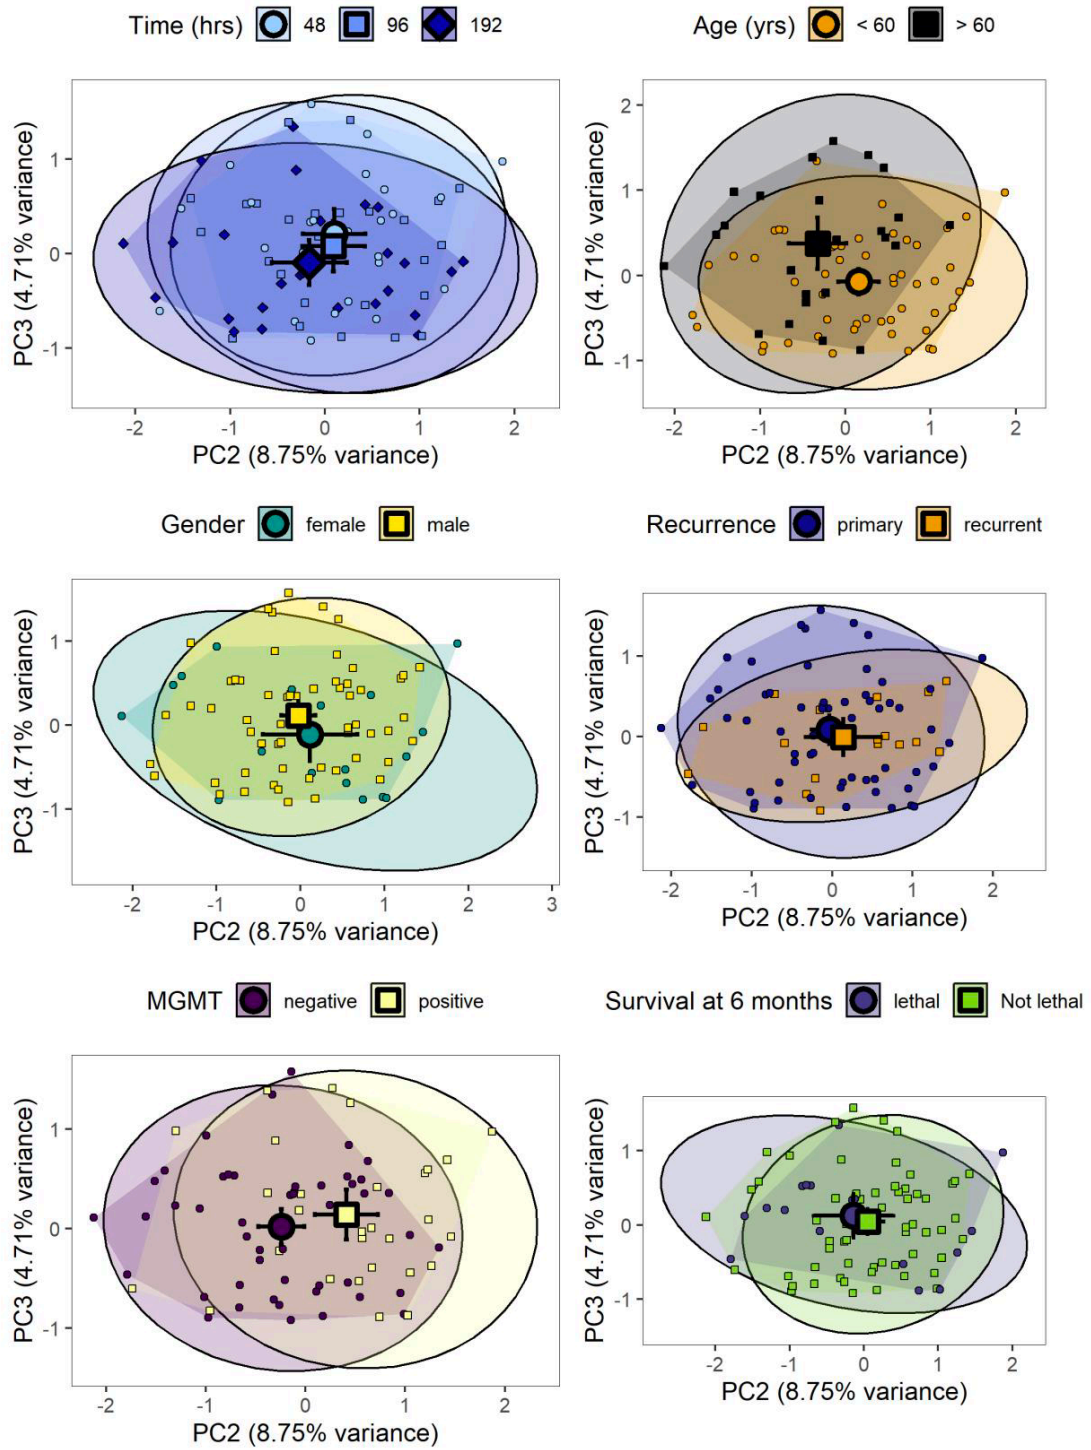 Time (hrs) 48 96 192
Age (yrs) < 60 > 60
PC3 (4.71% variance)
1
0
-1
-2 -1 0 1 2
PC2 (8.75% variance)
PC3 (4.71% variance)
2
1
0
-1
-2 -1 0 1 2
PC2 (8.75% variance)
Gender female male
Recurrence primary recurrent
PC3 (4.71% variance)
1
0
-1
-2 -1 0 1 2 3
PC2 (8.75% variance)
PC3 (4.71% variance)
1
0
-1
-2 -1 0 1 2
PC2 (8.75% variance)
MGMT negative positive
Survival at 6 months lethal Not lethal
PC3 (4.71% variance)
1
0
-1
-2 -1 0 1 2
PC2 (8.75% variance)
PC3 (4.71% variance)
1
0
-1
-2 -1 0 1 2
PC2 (8.75% variance)